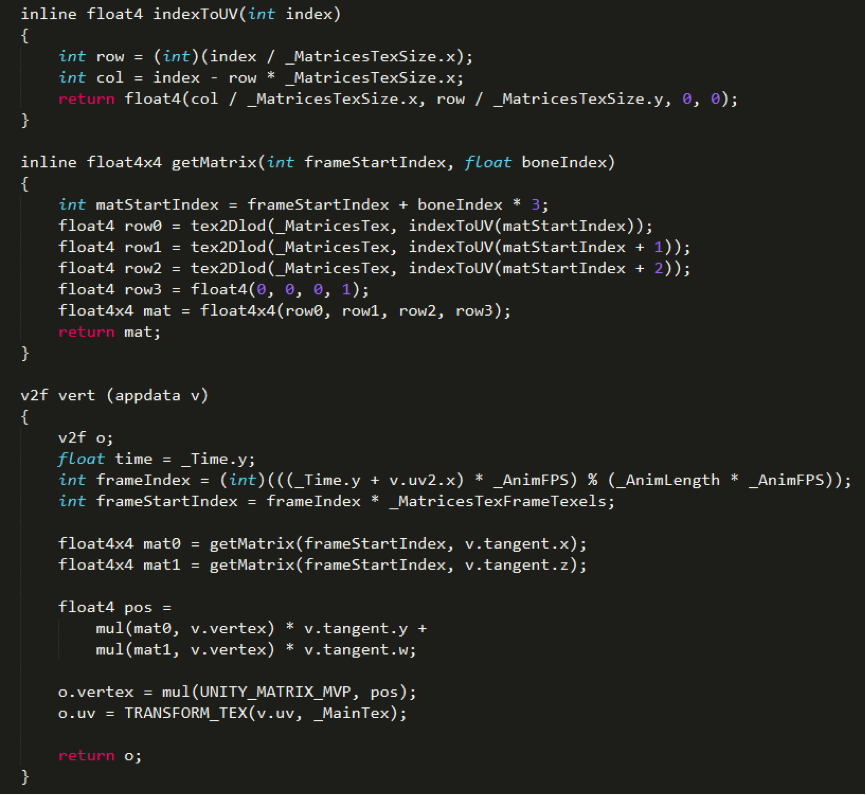 inline float4 indexToUV(int index)
{
    int row = (int)(index / _MatricesTexSize.x);
    int col = index - row * _MatricesTexSize.x;
    return float4(col / _MatricesTexSize.x, row / _MatricesTexSize.y, 0, 0);
}

inline float4x4 getMatrix(int frameStartIndex, float boneIndex)
{
    int matStartIndex = frameStartIndex + boneIndex * 3;
    float4 row0 = tex2Dlod(_MatricesTex, indexToUV(matStartIndex));
    float4 row1 = tex2Dlod(_MatricesTex, indexToUV(matStartIndex + 1));
    float4 row2 = tex2Dlod(_MatricesTex, indexToUV(matStartIndex + 2));
    float4 row3 = float4(0, 0, 0, 1);
    float4x4 mat = float4x4(row0, row1, row2, row3);
    return mat;
}

v2f vert (appdata v)
{
    v2f o;
    float time = _Time.y;
    int frameIndex = (int)(((_Time.y + v.uv2.x) * _AnimFPS) % (_AnimLength * _AnimFPS));
    int frameStartIndex = frameIndex * _MatricesTexFrameTexels;

    float4x4 mat0 = getMatrix(frameStartIndex, v.tangent.x);
    float4x4 mat1 = getMatrix(frameStartIndex, v.tangent.z);

    float4 pos =
        mul(mat0, v.vertex) * v.tangent.y +
        mul(mat1, v.vertex) * v.tangent.w;

    o.vertex = mul(UNITY_MATRIX_MVP, pos);
    o.uv = TRANSFORM_TEX(v.uv, _MainTex);

    return o;
}